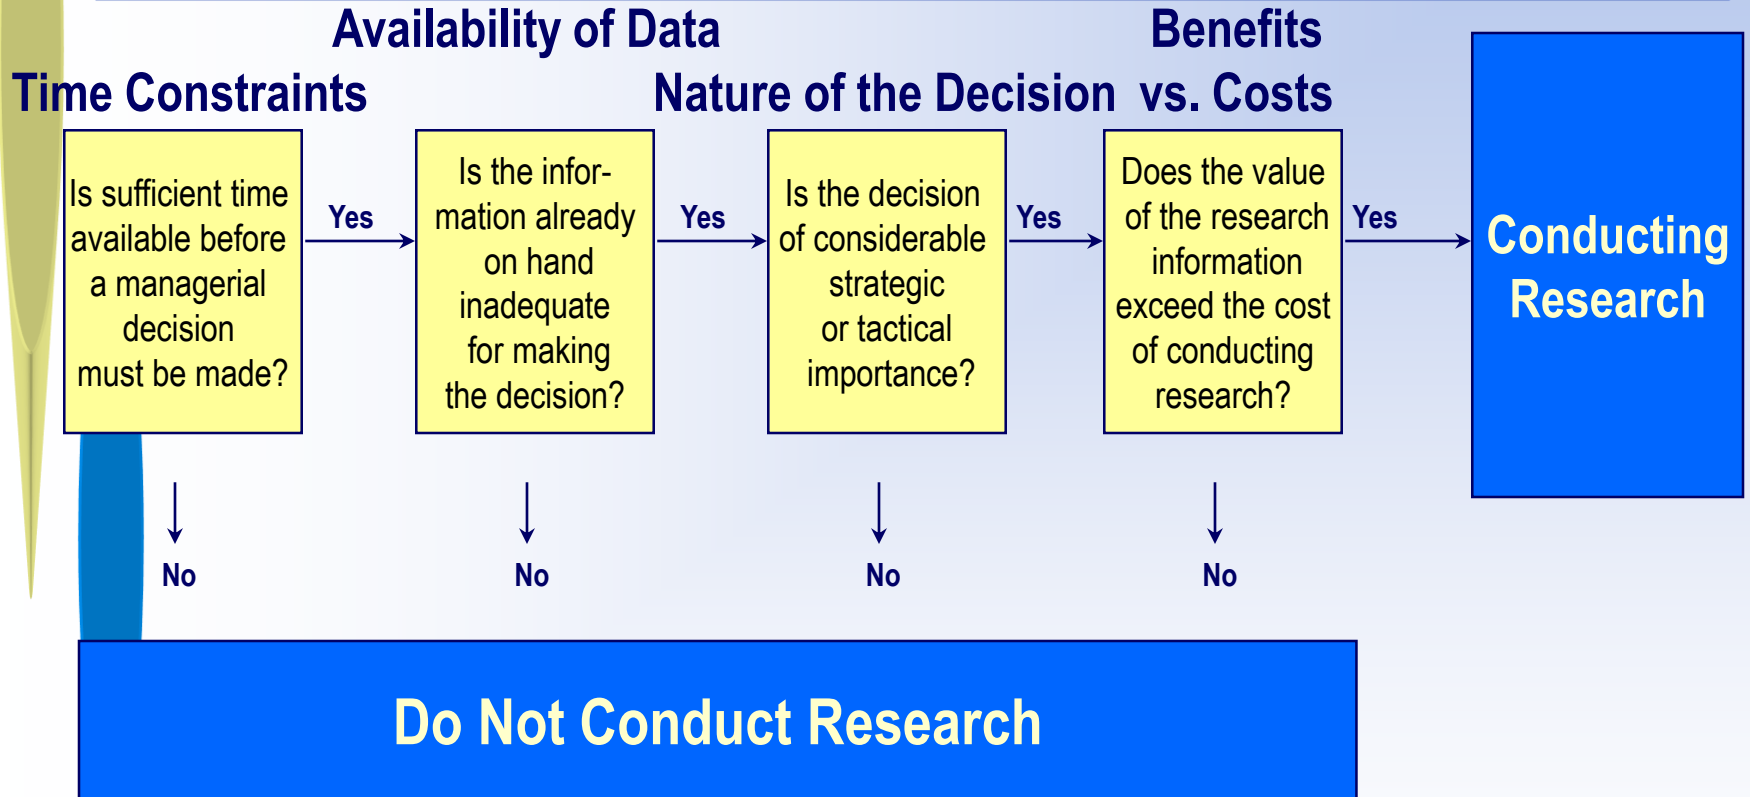 Availability of Data
Benefits
Time Constraints
Nature of the Decision
vs. Costs
Is sufficient time
available before
a managerial
decision
must be made?
Yes
Is the infor-
mation already
on hand
inadequate
for making
the decision?
Yes
Is the decision
of considerable
strategic
or tactical
importance?
Yes
Does the value
of the research
information
exceed the cost
of conducting
research?
Yes
Conducting
Research
No
No
No
No
Do Not Conduct Research